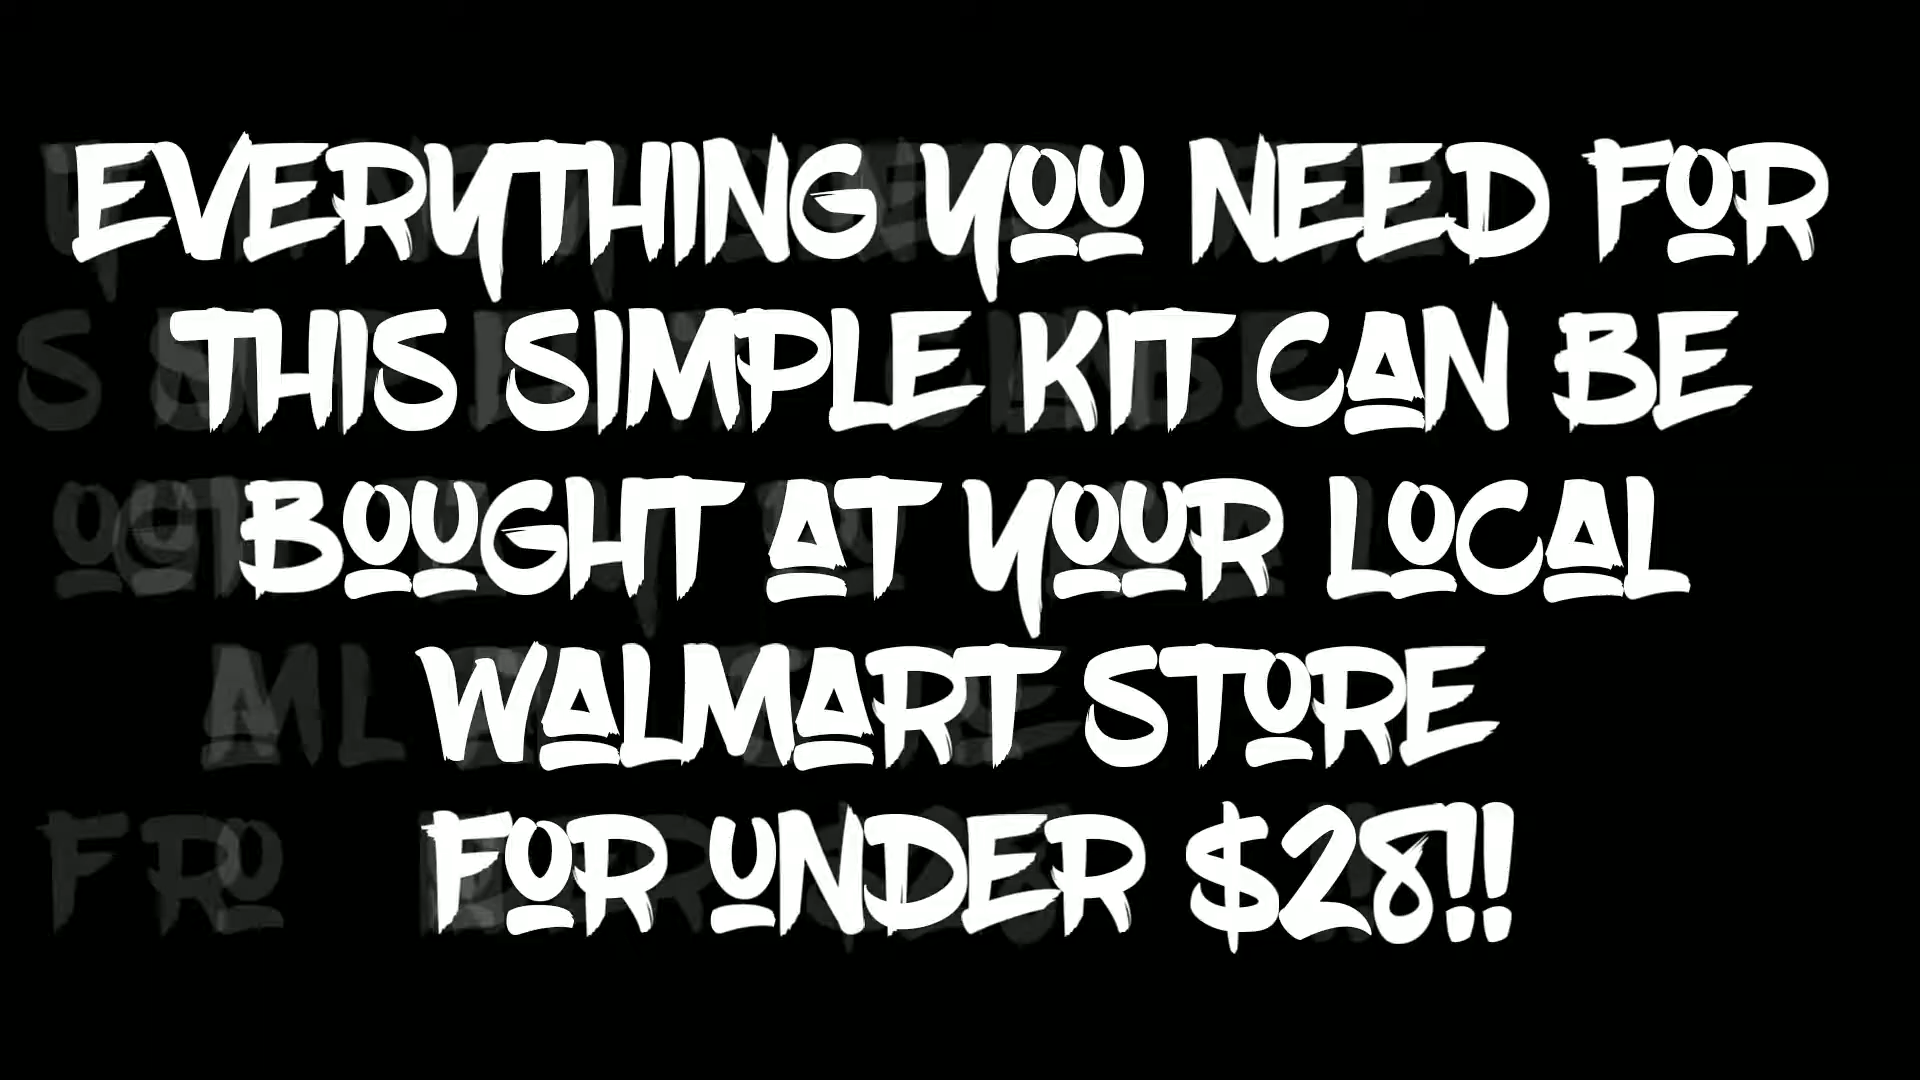 EVERYTHING YOU NEED FOR
THIS SIMPLE KIT CAN BE
BOUGHT AT YOUR LOCAL
WALMART STORE
FOR UNDER $28!!